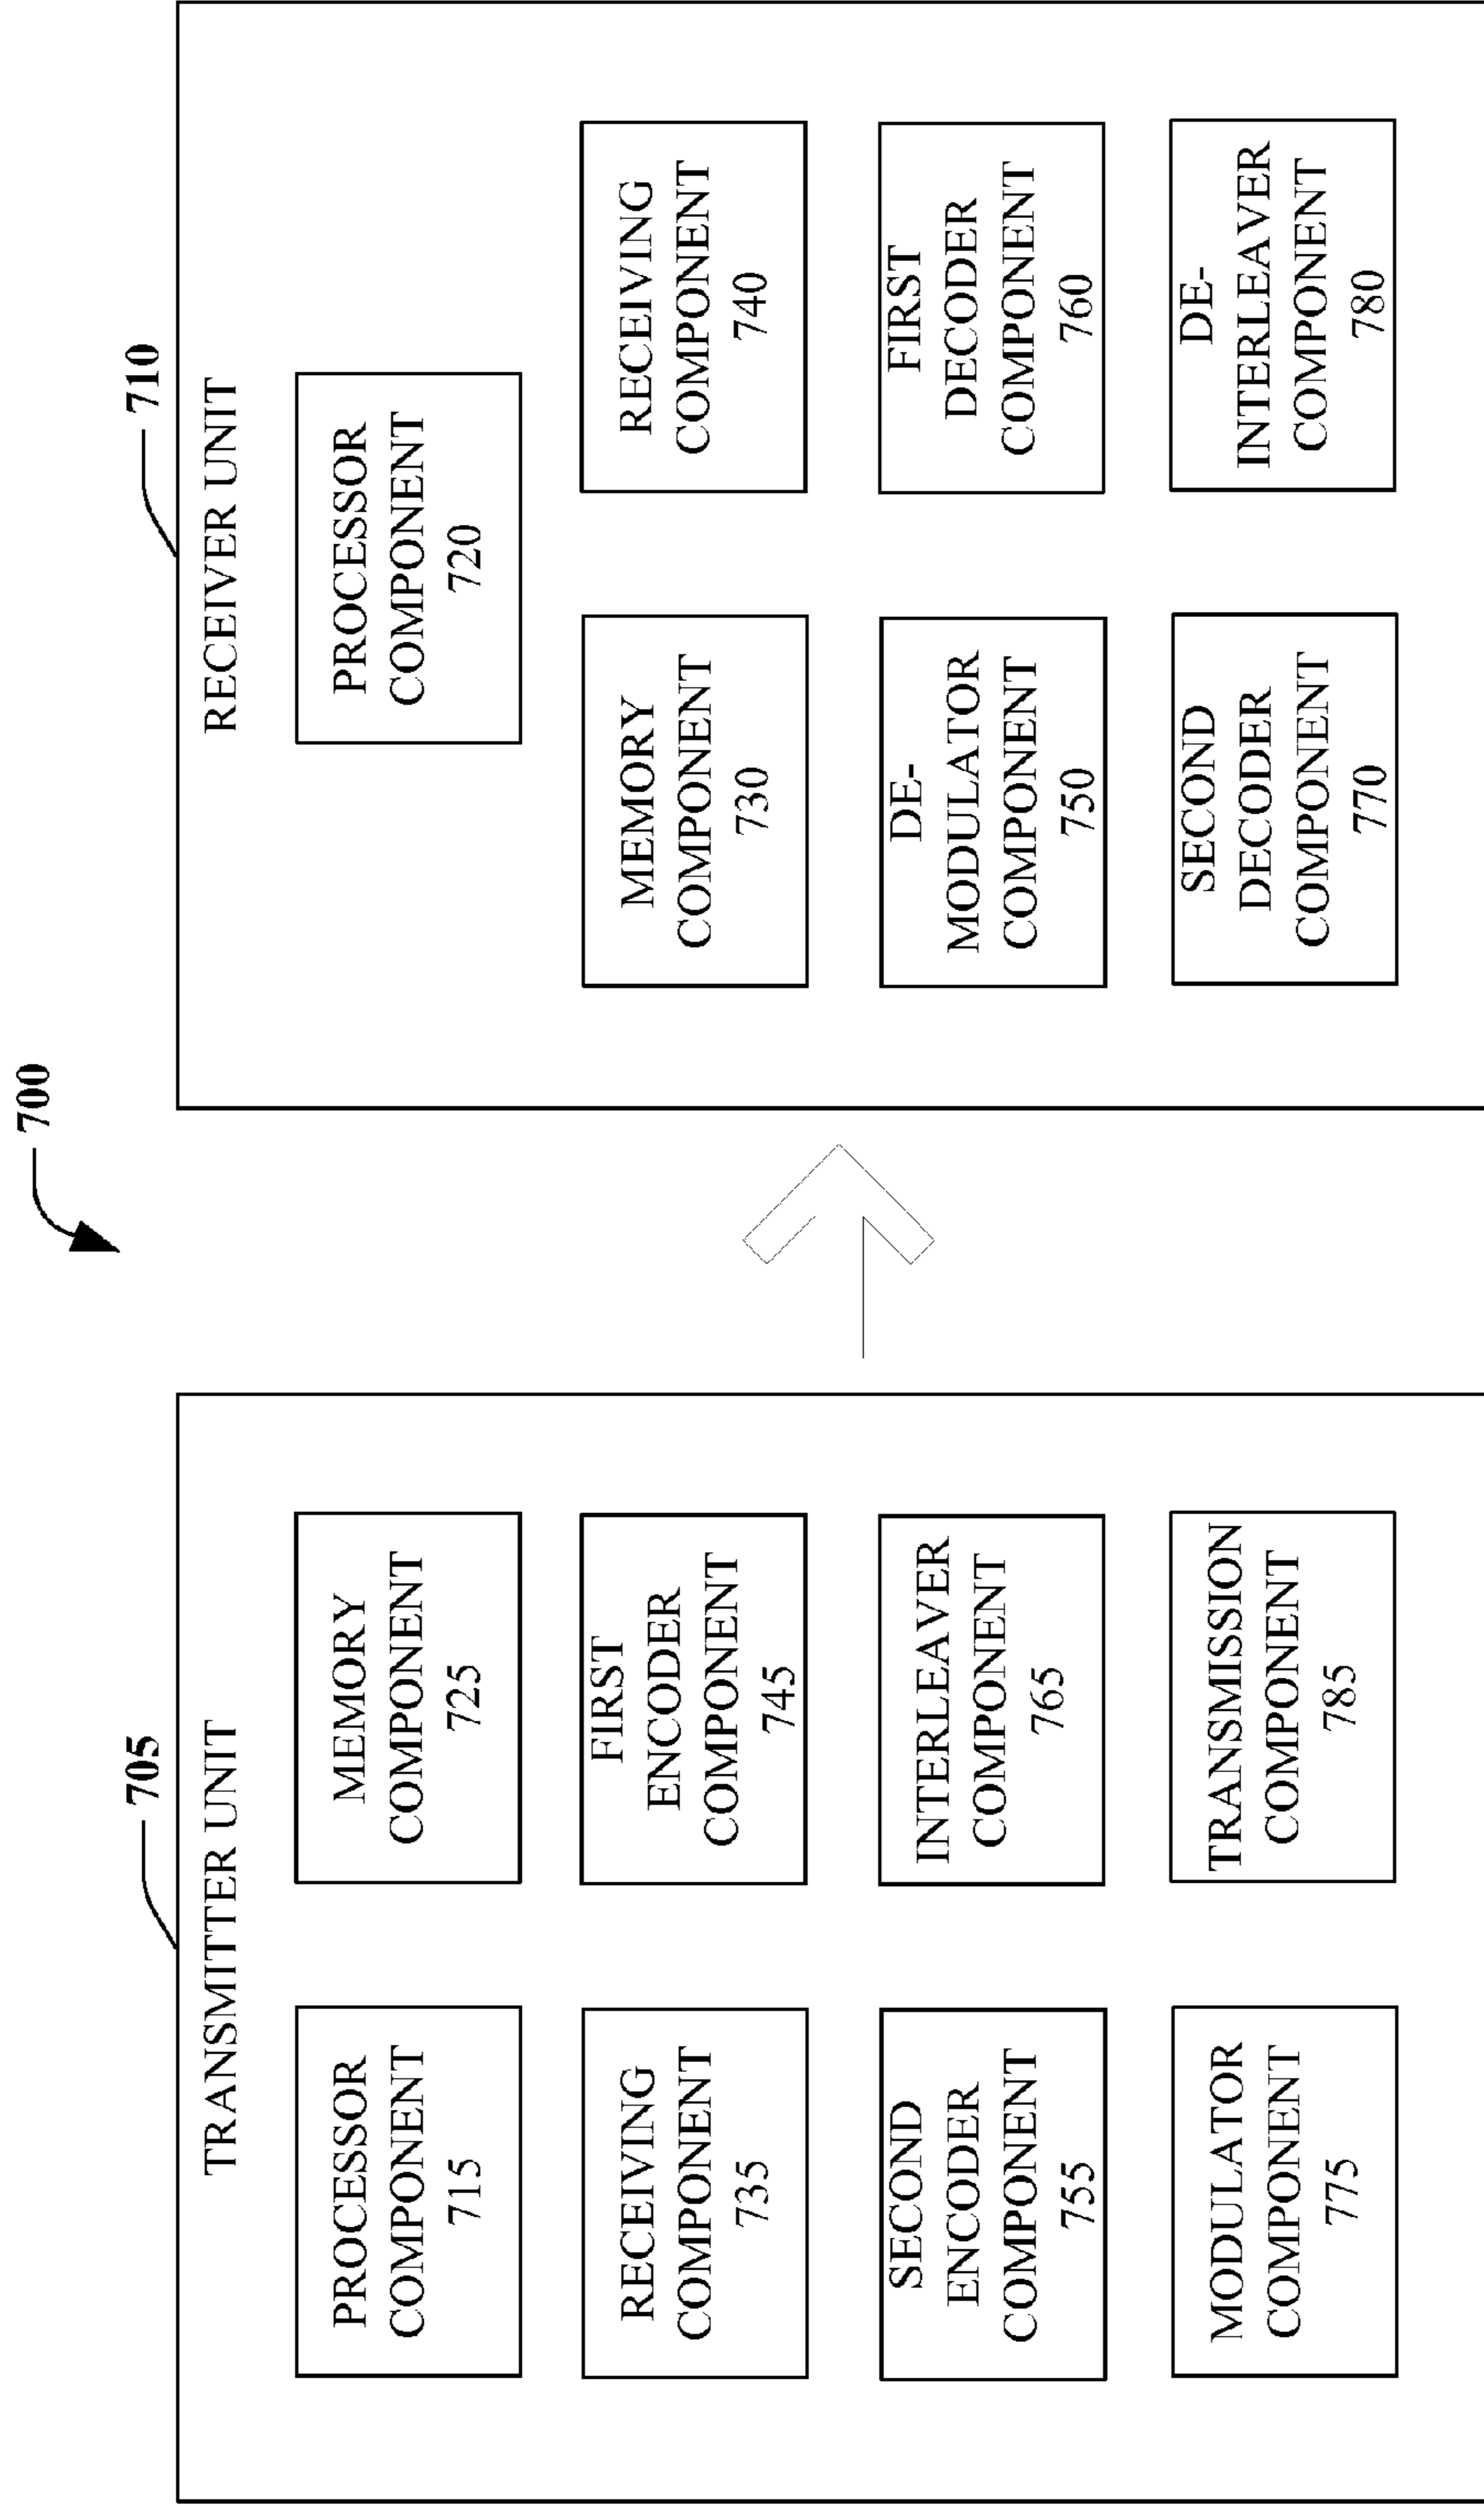 700
705
TRANSMITTER UNIT
PROCESSOR
COMPONENT
715
MEMORY
COMPONENT
725
RECEIVING
COMPONENT
735
FIRST
ENCODER
COMPONENT
745
SECOND
ENCODER
COMPONENT
755
INTERLEAVER
COMPONENT
765
MODULATOR
COMPONENT
775
TRANSMISSION
COMPONENT
785
710
RECEIVER UNIT
PROCESSOR
COMPONENT
720
MEMORY
COMPONENT
730
RECEIVING
COMPONENT
740
DE-
MODULATOR
COMPONENT
750
FIRST
DECODER
COMPONENT
760
SECOND
DECODER
COMPONENT
770
DE-
INTERLEAVER
COMPONENT
780